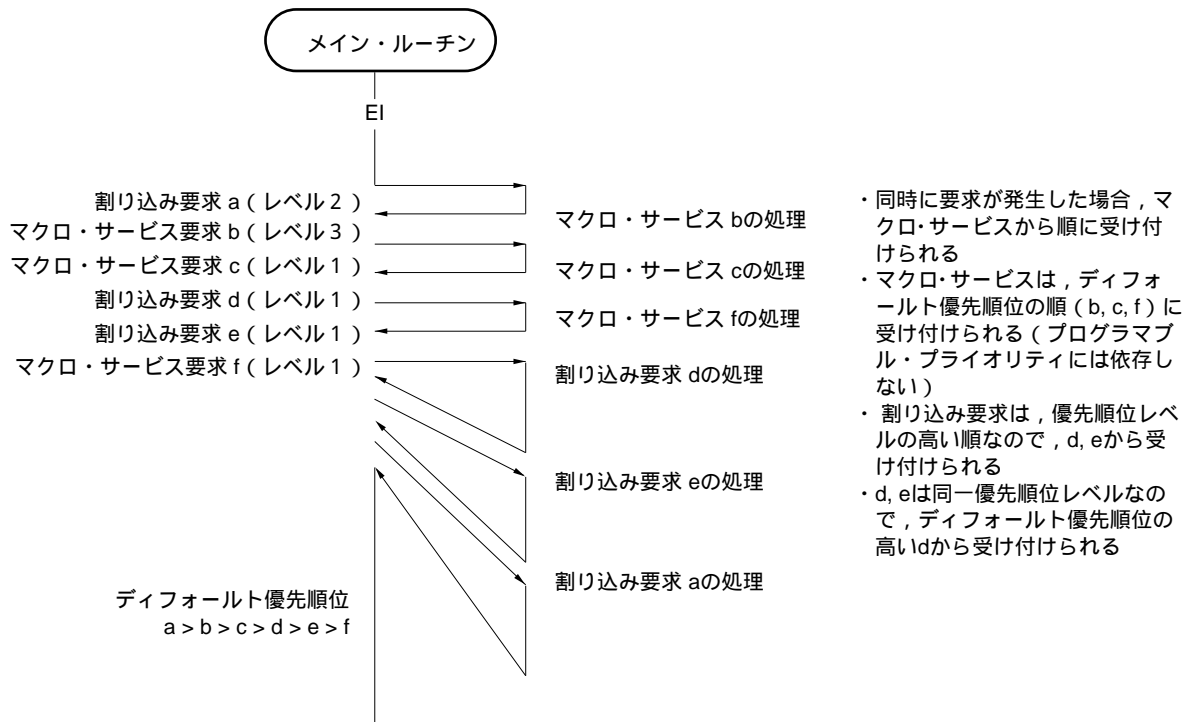 メイン・ルーチン
EI
割り込み要求 a（レベル２）
マクロ・サービス要求 b（レベル３）
マクロ・サービス要求 c（レベル１）
割り込み要求 d（レベル１）
割り込み要求 e（レベル１）
マクロ・サービス要求 f（レベル１）
マクロ・サービス bの処理
マクロ・サービス cの処理
マクロ・サービス fの処理
割り込み要求 dの処理
割り込み要求 eの処理
割り込み要求 aの処理
ディフォールト優先順位
a > b > c > d > e > f
・同時に要求が発生した場合，マ
クロ・サービスから順に受け付
けられる
・マクロ・サービスは，ディフォ
ールト優先順位の順（b, c, f）に
受け付けられる（プログラマブ
ル・プライオリティには依存し
ない）
・ 割り込み要求は，優先順位レベ
ルの高い順なので，d, eから受
け付けられる
・d, eは同一優先順位レベルなの
で，ディフォールト優先順位の
高いdから受け付けられる